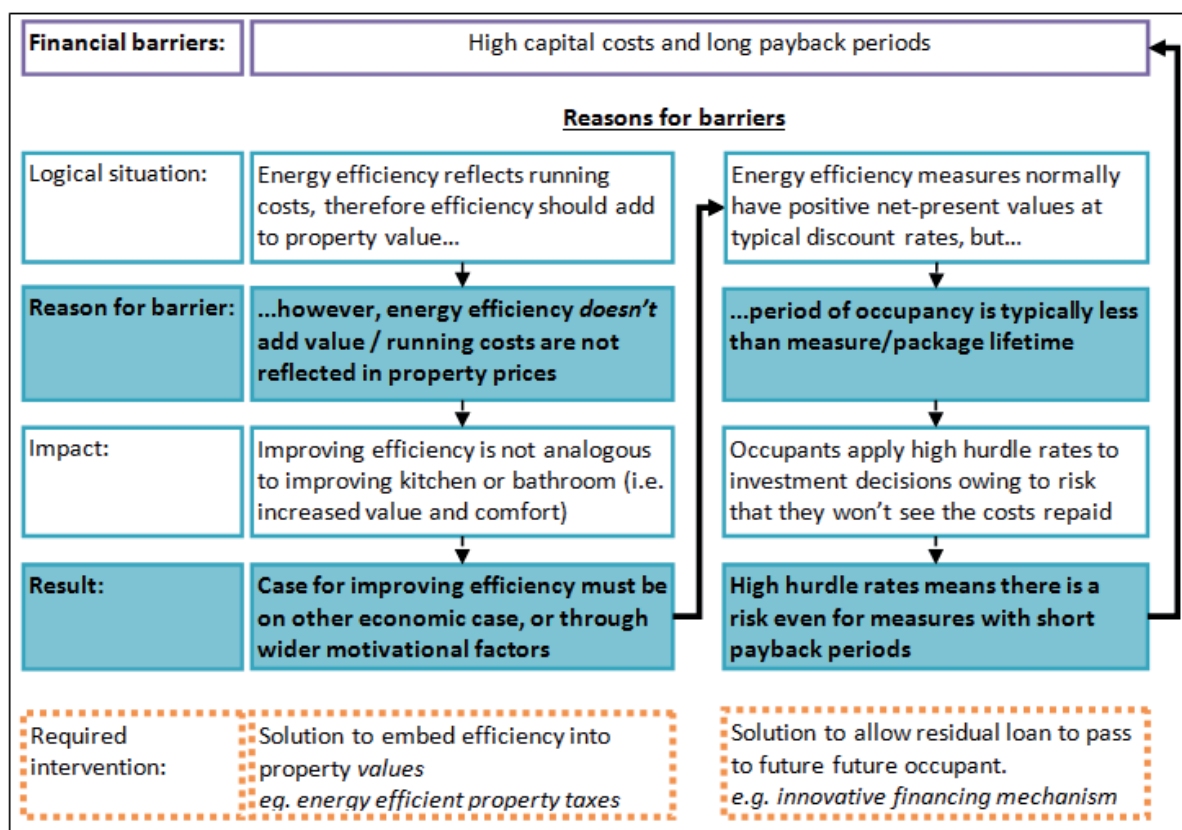 Financial barriers:
High capital costs and long payback periods
Reasons for barriers
Logical situation:
Energy efficiency reflects running
costs, therefore efficiency should add
to property value...
Energy efficiency measures normally
have positive net-present values at
typical discount rates, but...
Reason for barrier:
...however, energy efficiency doesn't
add value / running costs are not
reflected in property prices
...period of occupancy is typically less
than measure/package lifetime
Impact:
Improving efficiency is not analogous
to improving kitchen or bathroom (i.e.
increased value and comfort)
Occupants apply high hurdle rates to
investment decisions owing to risk
that they won't see the costs repaid
Result:
Case for improving efficiency must be
on other economic case, or through
wider motivational factors
High hurdle rates means there is a
risk even for measures with short
payback periods
Required
intervention:
Solution to embed efficiency into
property values
eg. energy efficient property taxes
Solution to allow residual loan to pass
to future future occupant.
e.g. innovative financing mechanism